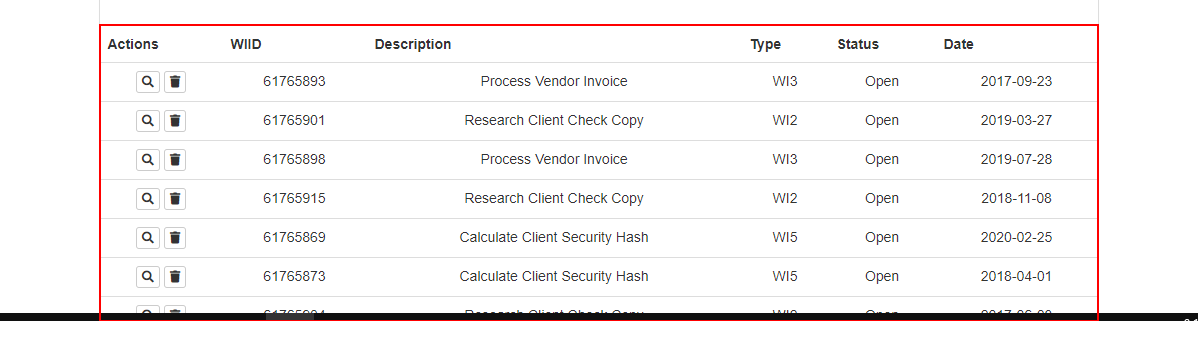 Actions WIID Description Type Status Date
61765893 Process Vendor Invoice WI3 Open 2017-09-23
61765901 Research Client Check Copy WI2 Open 2019-03-27
61765898 Process Vendor Invoice WI3 Open 2019-07-28
61765915 Research Client Check Copy WI2 Open 2018-11-08
61765869 Calculate Client Security Hash WI5 Open 2020-02-25
61765873 Calculate Client Security Hash WI5 Open 2018-04-01
Research Client Check Copy Open